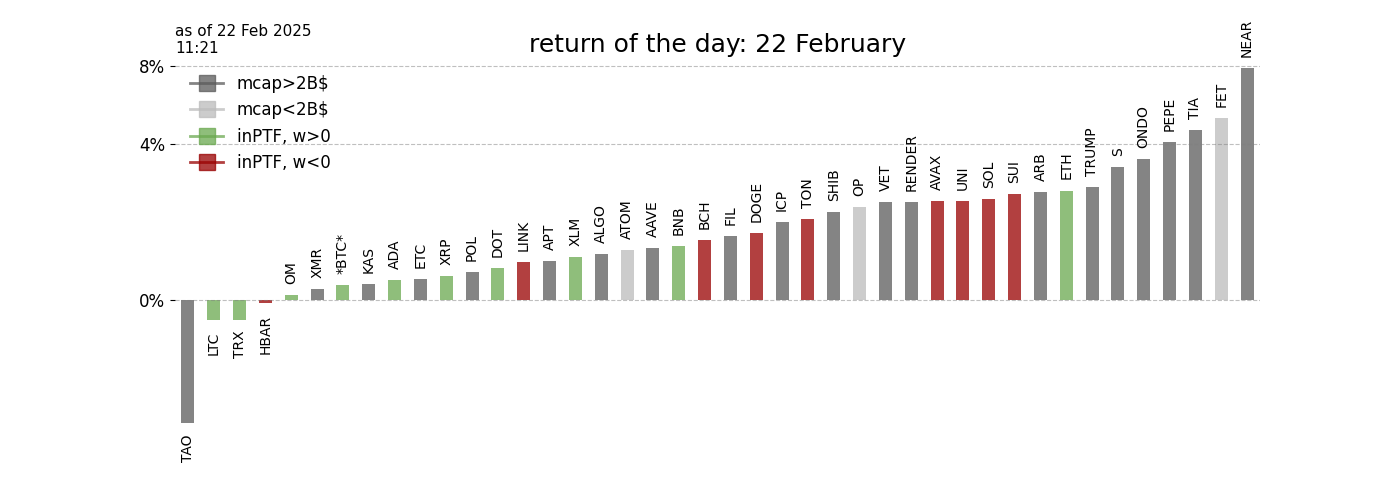 as of 22 Feb 2025
11:21
return of the day: 22 February
8%
4%
0%
mcap>2B$
mcap<2B$
inPTF, w>0
inPTF, w<0
TAO
LTC
TRX
HBAR
OM
XMR
*BTC*
KAS
ADA
ETC
XRP
POL
DOT
LINK
APT
XLM
ALGO
ATOM
AAVE
BNB
BCH
FIL
DOGE
ICP
TON
SHIB
OP
VET
RENDER
AVAX
UNI
SOL
SUI
ARB
ETH
TRUMP
S
ONDO
PEPE
TIA
FET
NEAR